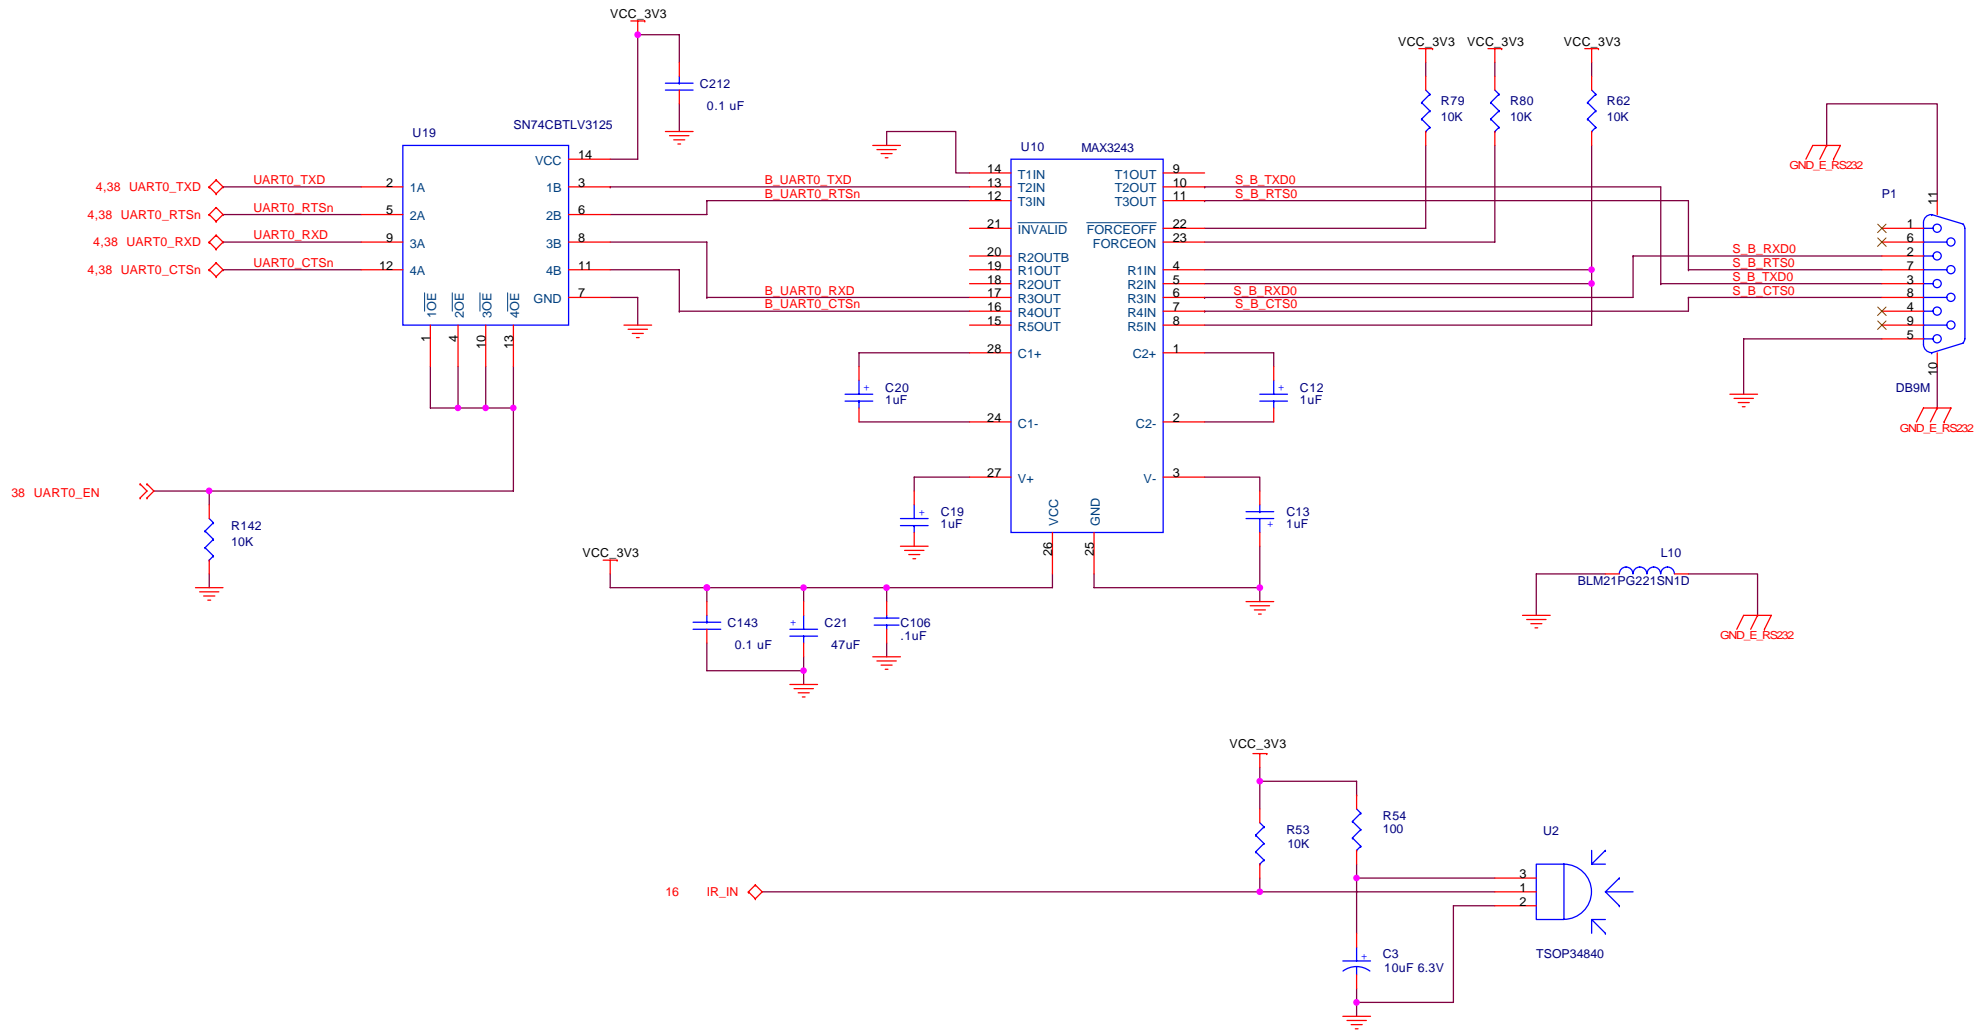 VCC_3V3
C212
0.1 uF
U19
SN74CBTLV3125
VCC
14
4,38 UART0_TXD
UART0_TXD
2
1A
1B
3
4,38 UART0_RTSn
UART0_RTSn
5
2A
2B
6
4,38 UART0_RXD
UART0_RXD
9
3A
3B
8
4,38 UART0_CTSn
UART0_CTSn
12
4A
4B
11
GND
7
1OE
2OE
3OE
4OE
1
4
10
13
38 UART0_EN
R142
10K
B_UART0_TXD
B_UART0_RTSn
B_UART0_RXD
B_UART0_CTSn
U10
MAX3243
14
T1IN
T1OUT
9
13
T2IN
T2OUT
10
12
T3IN
T3OUT
11
21
INVALID
FORCEOFF
22
FORCEON
23
20
R2OUTB
19
R1OUT
R1IN
4
18
R2OUT
R2IN
5
17
R3OUT
R3IN
6
16
R4OUT
R4IN
7
15
R5OUT
R5IN
8
28
C1+
C2+
1
24
C1-
C2-
2
27
V+
V-
3
VCC
GND
26
25
C20
1uF
+
C12
1uF
+
C19
1uF
+
C13
1uF
+
VCC_3V3
C143
0.1 uF
+
C21
47uF
C106
.1uF
VCC_3V3
VCC_3V3
VCC_3V3
R79
10K
R80
10K
R62
10K
S_B_TXD0
S_B_RTS0
S_B_RXD0
S_B_CTS0
GND_E_RS232
P1
11
1
6
S_B_RXD0
2
S_B_RTS0
7
S_B_TXD0
3
S_B_CTS0
8
4
9
5
10
DB9M
GND_E_RS232
L10
BLM21PG221SN1D
GND_E_RS232
VCC_3V3
R53
10K
R54
100
U2
16 IR_IN
3
1
2
+
C3
10uF 6.3V
TSOP34840